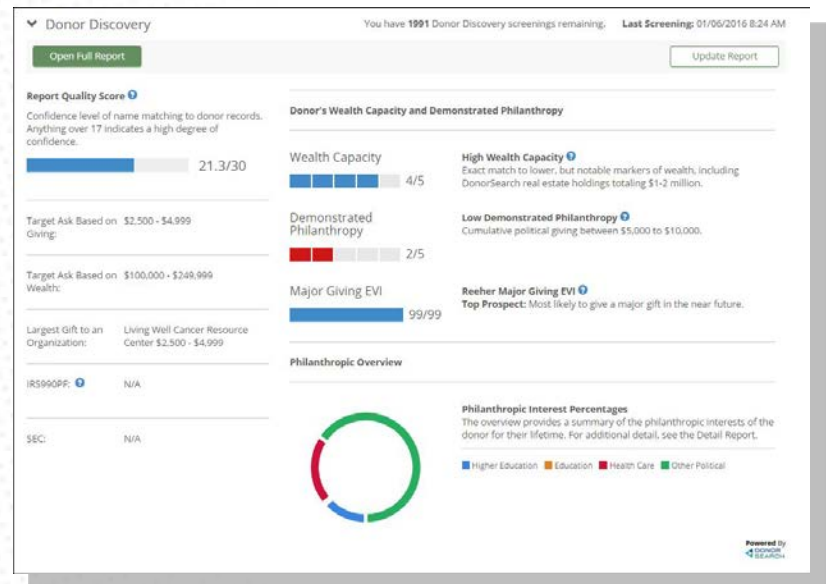 Donor Discovery
You have 1991 Donor Discovery screenings remaining. Last Screening: 01/06/2016 8:24 AM
Open Full Report
Update Report
Report Quality Score
Confidence level of name matching to donor records.
Anything over 17 indicates a high degree of
confidence.
21.3/30
Target Ask Based on Giving: $2,500 - $4,999
Target Ask Based on Wealth: $100,000 - $249,999
Largest Gift to an Organization: Living Well Cancer Resource
Center $2,500 - $4,999
IRS990PF: N/A
SEC: N/A
Donor's Wealth Capacity and Demonstrated Philanthropy
Wealth Capacity
4/5
High Wealth Capacity
Exact match to lower, but notable markers of wealth, including
DonorSearch real estate holdings totaling $1-2 million.
Demonstrated
Philanthropy
2/5
Low Demonstrated Philanthropy
Cumulative political giving between $5,000 to $10,000.
Major Giving EVI
99/99
Reeher Major Giving EVI
Top Prospect: Most likely to give a major gift in the near future.
Philanthropic Overview
Philanthropic Interest Percentages
The overview provides a summary of the philanthropic interests of the
donor for their lifetime. For additional detail, see the Detail Report.
Higher Education Education Health Care Other Political
Powered By
DONOR
SEARCH